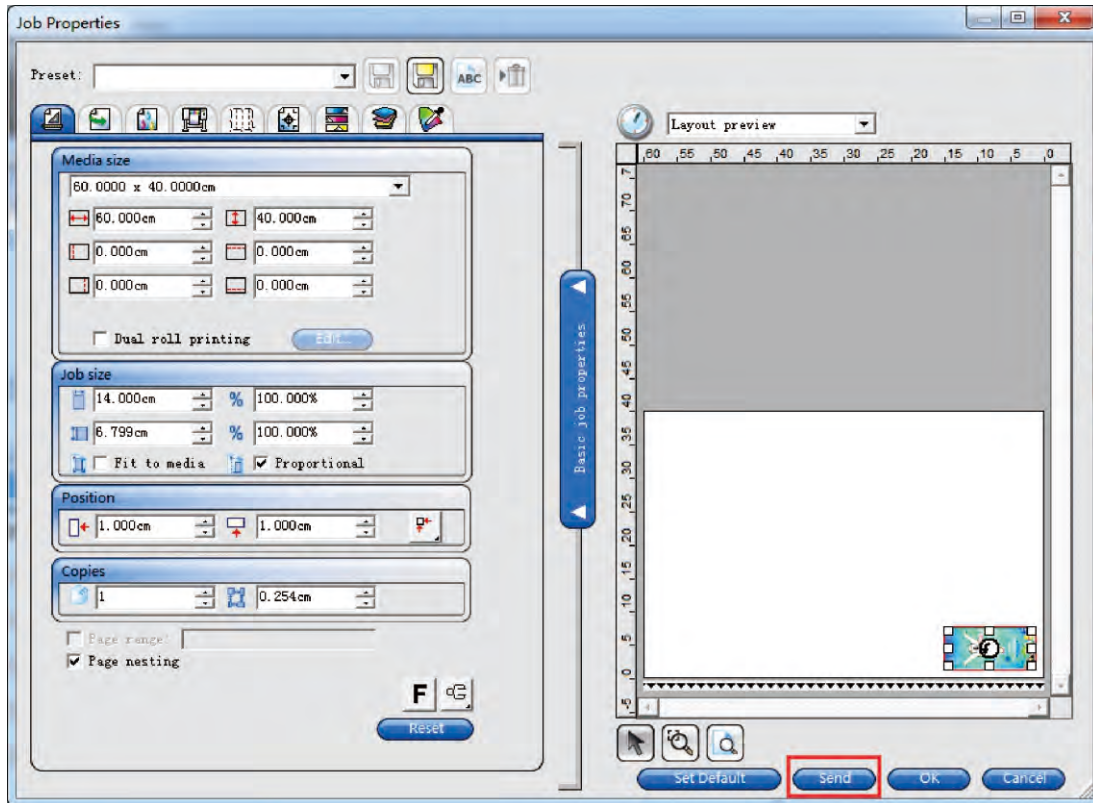 Job Properties
Preset:
ABC
Layout preview
Media size
60.0000 x 40.0000cm
60.000cm 40.000cm
0.000cm 0.000cm
0.000cm 0.000cm
Dual roll printing Edit...
Job size
14.000cm % 100.000%
6.799cm % 100.000%
Fit to media Proportional
Position
1.000cm 1.000cm
Copies
1 0.254cm
Page range:
Page nesting
F
Reset
Basic job properties
60 55 50 45 40 35 30 25 20 15 10 5 0
7
70
65
60
55
50
45
40
35
30
25
20
15
10
5
0
-5
Set Default Send OK Cancel